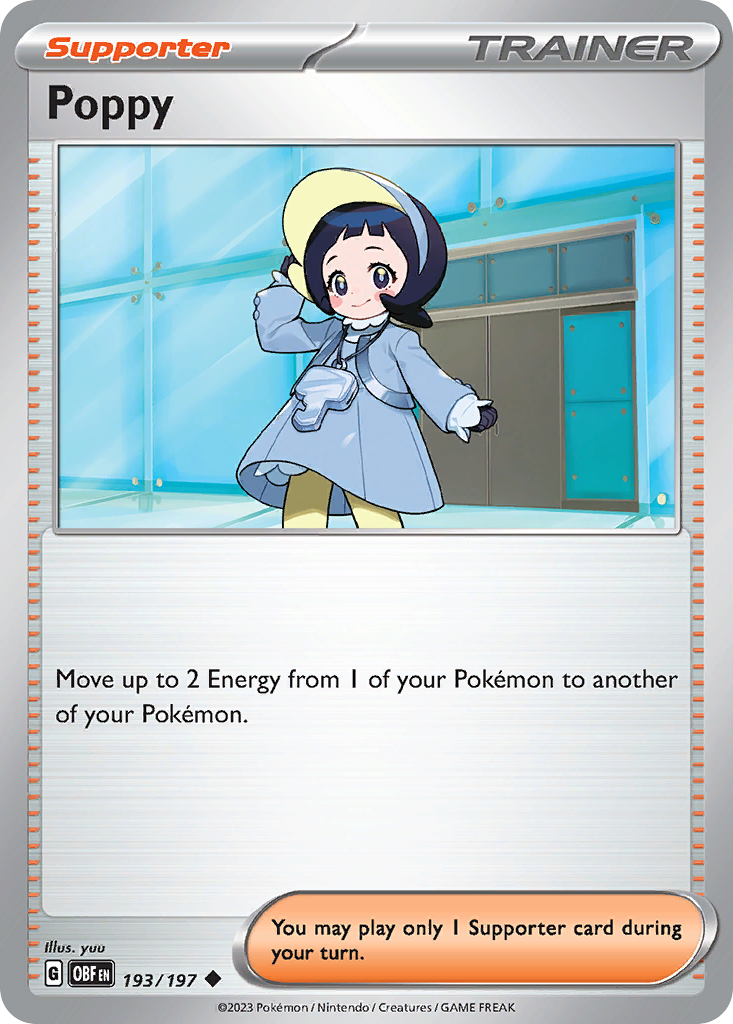 Supporter
TRAINER
Poppy
Move up to 2 Energy from 1 of your Pokémon to another
of your Pokémon.
You may play only 1 Supporter card during
your turn.
Illus. yuu
G OBF EN 193/197
©2023 Pokémon / Nintendo / Creatures / GAME FREAK